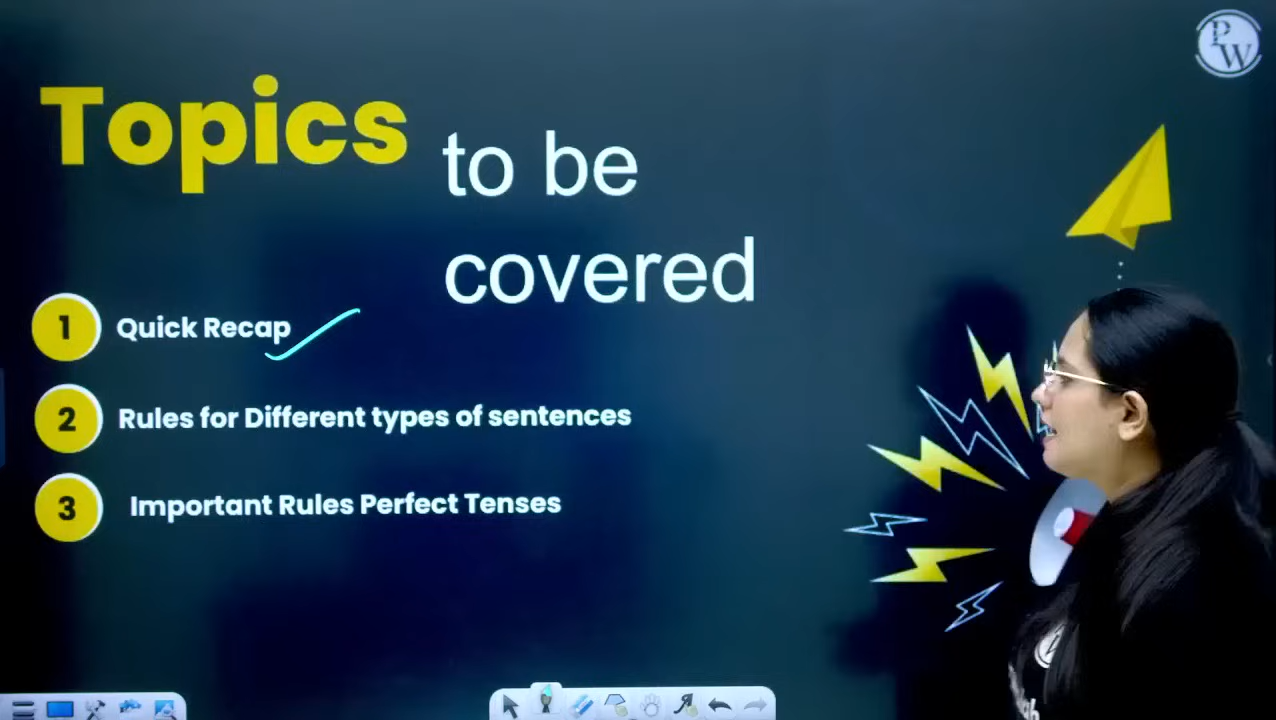 PW
Topics to be
covered
1 Quick Recap
2 Rules for Different types of sentences
3 Important Rules Perfect Tenses